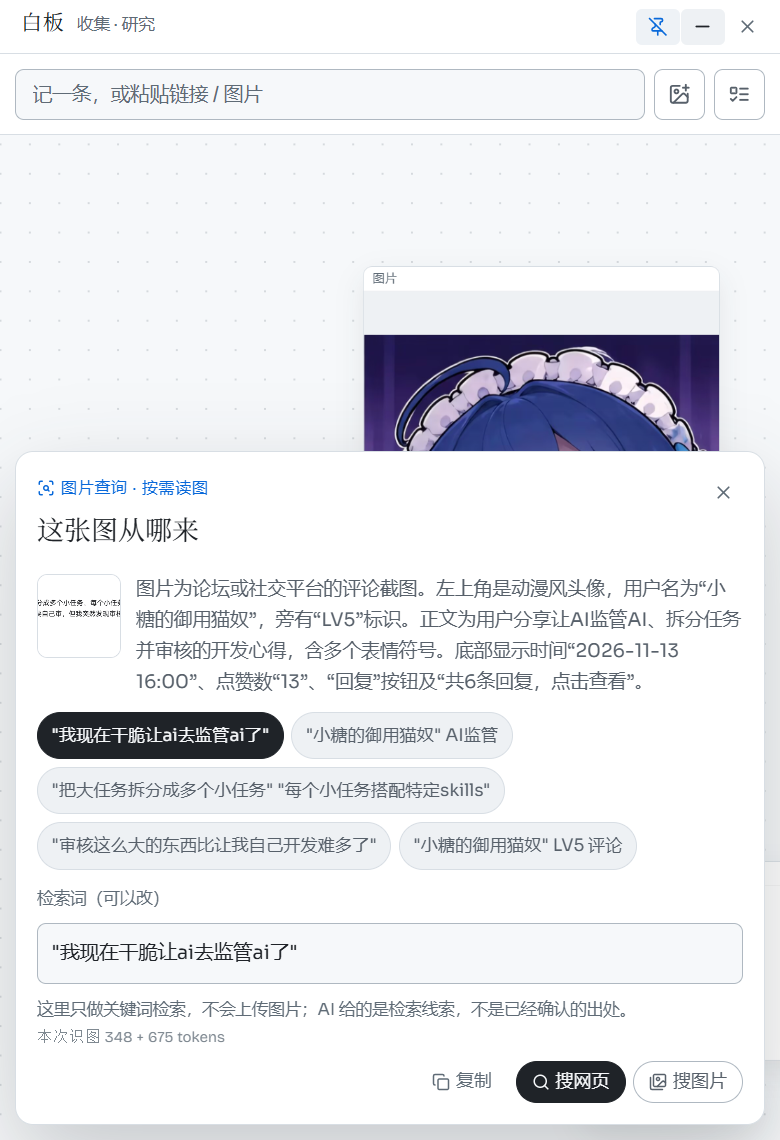 白板 收集 · 研究
记一条，或粘贴链接 / 图片
图片
图片查询 · 按需读图
这张图从哪来
图片为论坛或社交平台的评论截图。左上角是动漫风头像，用户名为“小
糖的御用猫奴”，旁有“LV5”标识。正文为用户分享让AI监管AI、拆分任务
并审核的开发心得，含多个表情符号。底部显示时间“2026-11-13
16:00”、点赞数“13”、“回复”按钮及“共6条回复，点击查看”。
"我现在干脆让ai去监管ai了" "小糖的御用猫奴" AI监管
"把大任务拆分成多个小任务" "每个小任务搭配特定skills"
"审核这么大的东西比让我自己开发难多了" "小糖的御用猫奴" LV5 评论
检索词（可以改）
"我现在干脆让ai去监管ai了"
这里只做关键词检索，不会上传图片；AI 给的是检索线索，不是已经确认的出处。
本次识图 348 + 675 tokens
复制 搜网页 搜图片